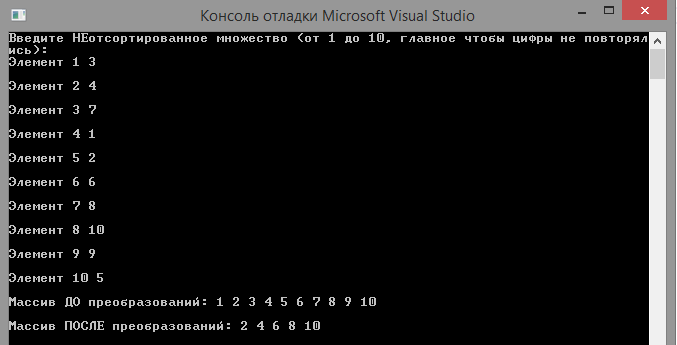 Консоль отладки Microsoft Visual Studio
Введите НЕотсортированное множество (от 1 до 10, главное чтобы цифры не повторял
ись):
Элемент 1 3
Элемент 2 4
Элемент 3 7
Элемент 4 1
Элемент 5 2
Элемент 6 6
Элемент 7 8
Элемент 8 10
Элемент 9 9
Элемент 10 5
Массив ДО преобразований: 1 2 3 4 5 6 7 8 9 10
Массив ПОСЛЕ преобразований: 2 4 6 8 10